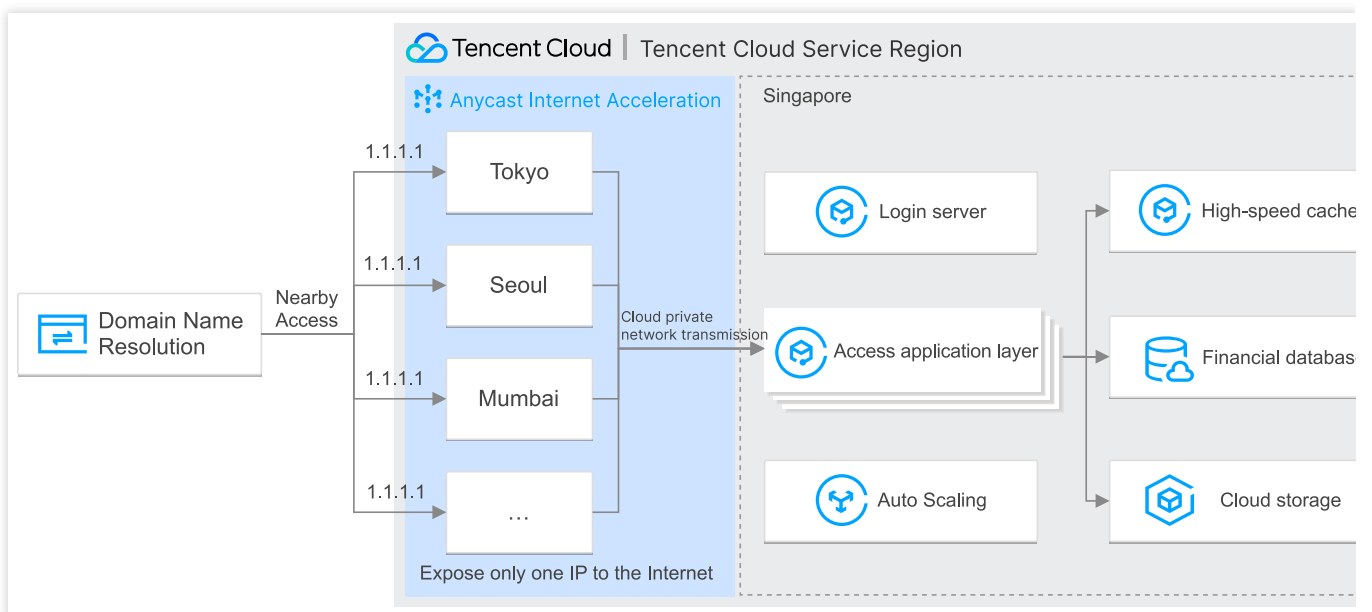 Tencent Cloud | Tencent Cloud Service Region
Anycast Internet Acceleration
Singapore
1.1.1.1
Tokyo
Login server
High-speed cache
1.1.1.1
Seoul
Nearby
Access
Domain Name
Resolution
Cloud private
network transmission
Access application layer
Financial databas
1.1.1.1
Mumbai
1.1.1.1
...
Auto Scaling
Cloud storage
Expose only one IP to the Internet